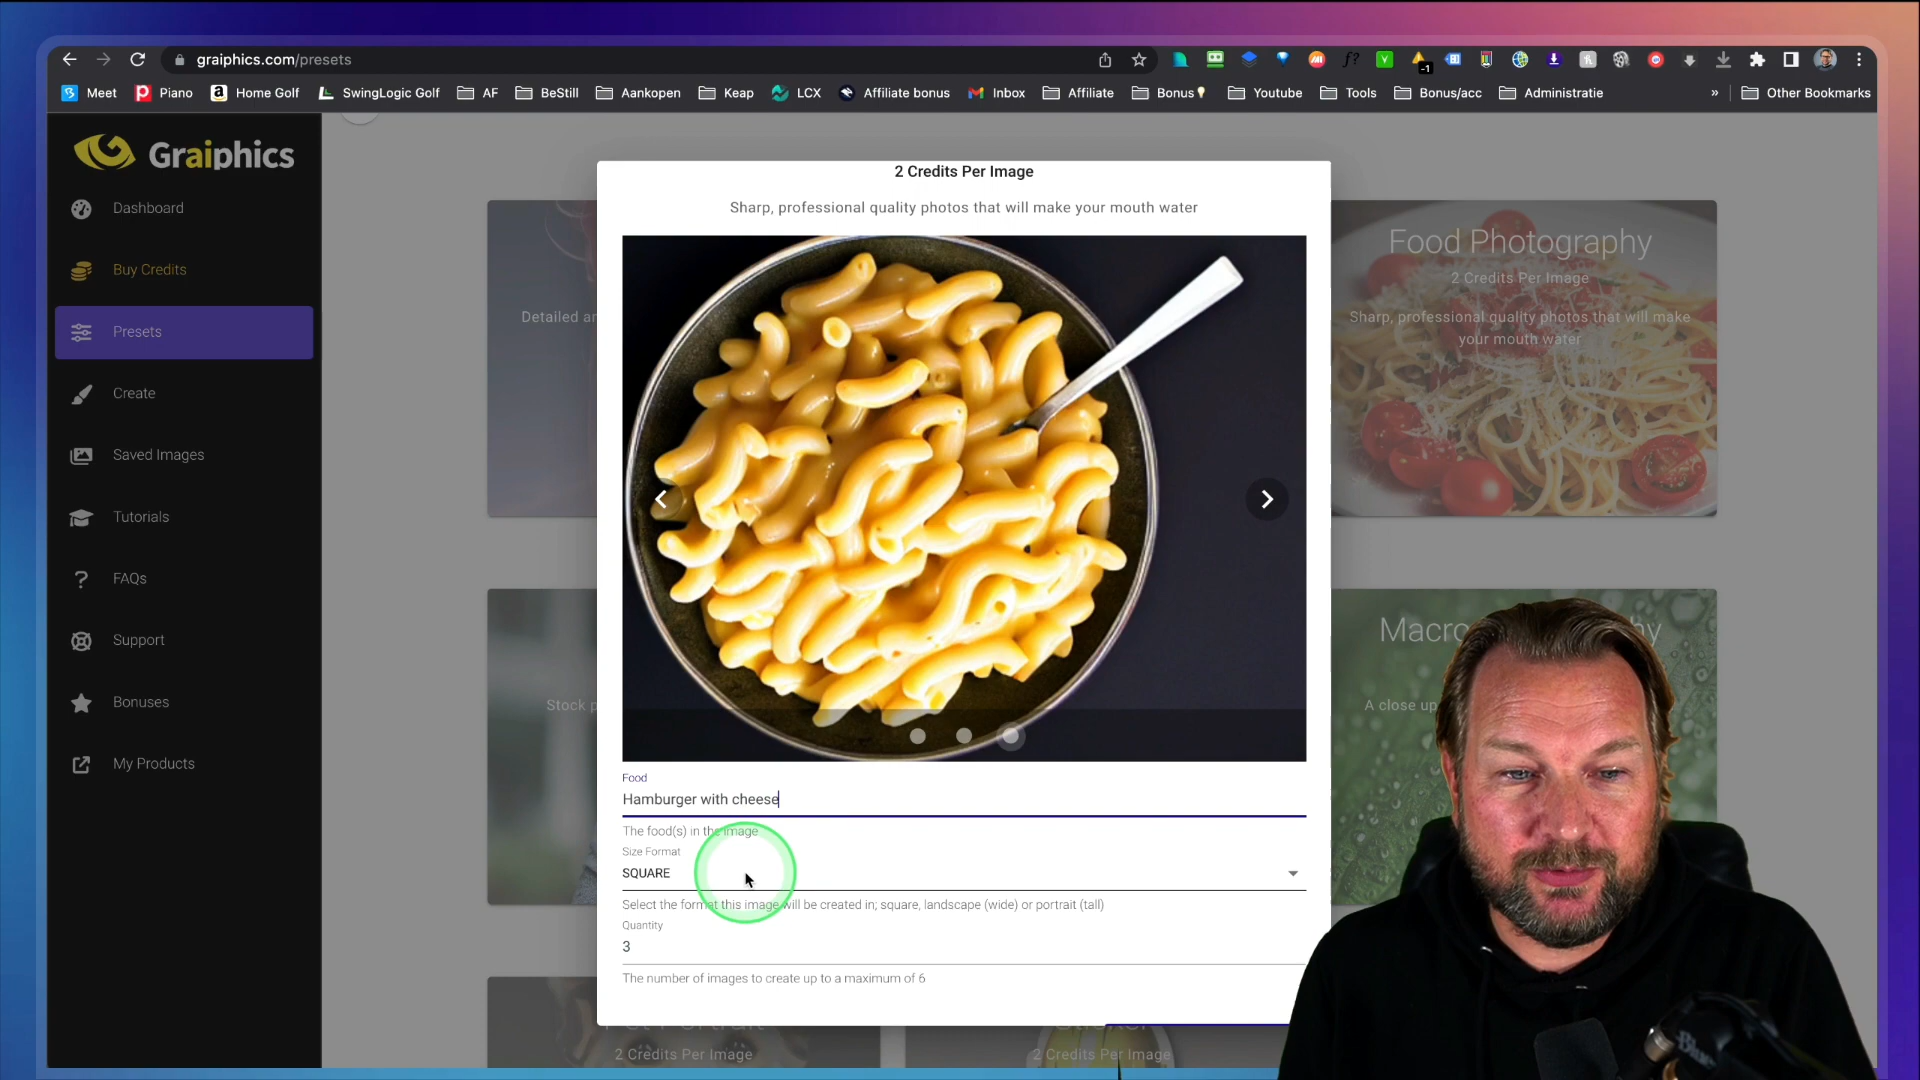 graiphics.com/presets
f?
-1
Meet
Piano
Home Golf
SwingLogic Golf
AF
BeStill
Aankopen
Keap
LCX
Affiliate bonus
Inbox
Affiliate
Bonus
Youtube
Tools
Bonus/acc
Administratie
»
Other Bookmarks
Graiphics
Dashboard
Buy Credits
Presets
Create
Saved Images
Tutorials
FAQs
Support
Bonuses
My Products
2 Credits Per Image
Sharp, professional quality photos that will make your mouth water
Food
Hamburger with cheese
The food(s) in the image
Size Format
SQUARE
Select the format this image will be created in; square, landscape (wide) or portrait (tall)
Quantity
3
The number of images to create up to a maximum of 6
Detailed
Food Photography
2 Credits Per Image
Sharp, professional quality photos that will make
your mouth water
Stock
A close up
2 Credits Per Image
2 Credits Per Image